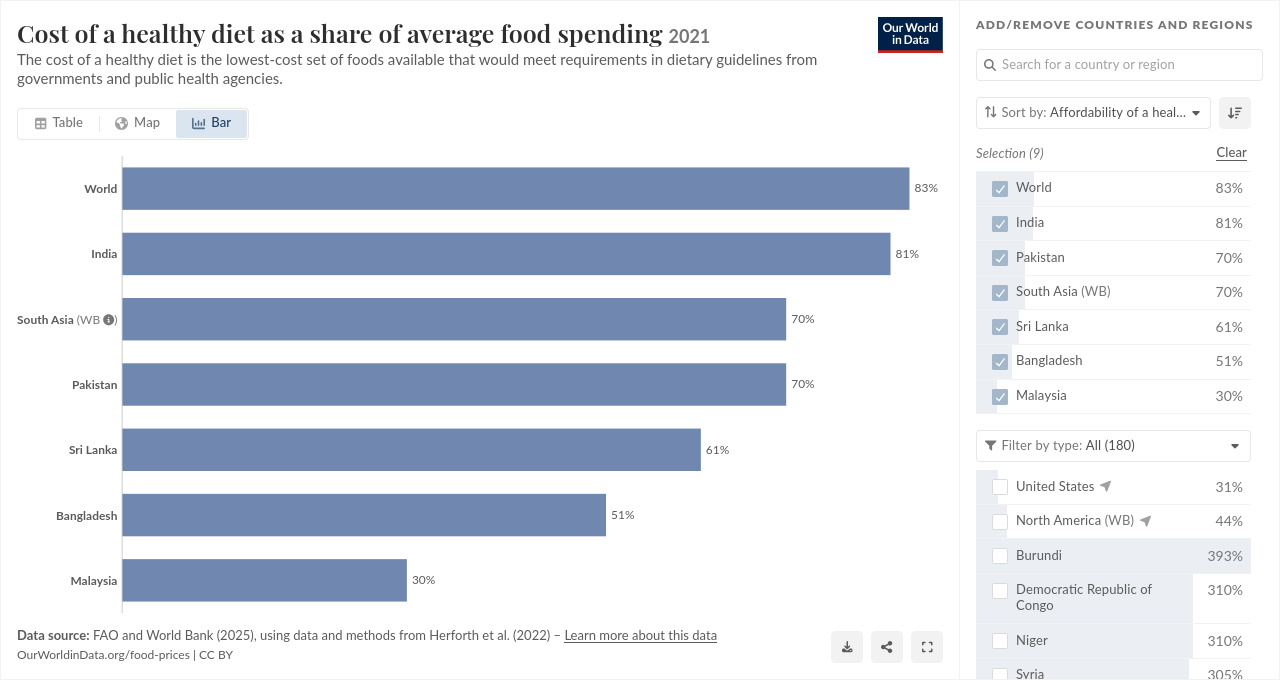 Cost of a healthy diet as a share of average food spending 2021
The cost of a healthy diet is the lowest-cost set of foods available that would meet requirements in dietary guidelines from
governments and public health agencies.
Our World
in Data
Table
Map
Bar
World
83%
India
81%
South Asia (WB)
70%
Pakistan
70%
Sri Lanka
61%
Bangladesh
51%
Malaysia
30%
Data source: FAO and World Bank (2025), using data and methods from Herforth et al. (2022) – Learn more about this data
OurWorldinData.org/food-prices | CC BY
ADD/REMOVE COUNTRIES AND REGIONS
Search for a country or region
Sort by: Affordability of a heal...
Selection (9)
Clear
World 83%
India 81%
Pakistan 70%
South Asia (WB) 70%
Sri Lanka 61%
Bangladesh 51%
Malaysia 30%
Filter by type: All (180)
United States 31%
North America (WB) 44%
Burundi 393%
Democratic Republic of 310%
Congo
Niger 310%
Syria 305%